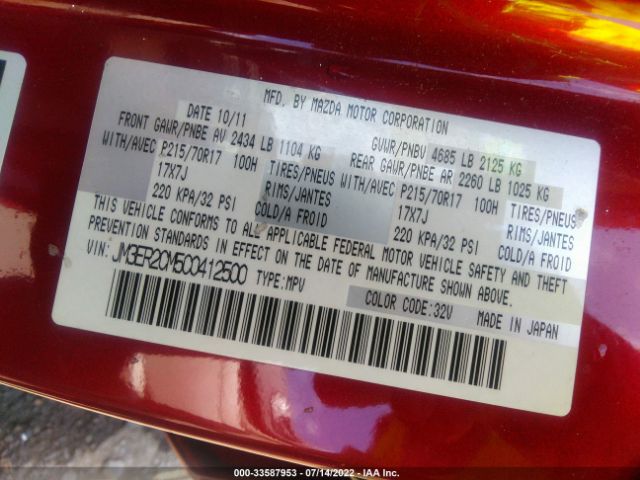 MFD. BY MAZDA MOTOR CORPORATION
DATE 10/11 GVWR/PNBV 4685 LB 2125 KG
FRONT GAWR/PNBE AV 2434 LB 1104 KG REAR GAWR/PNBE AR 2260 LB 1025 KG
WITH/AVEC P215/70R17 100H TIRES/PNEUS WITH/AVEC P215/70R17 100H TIRES/PNEUS
17X7J RIMS/JANTES 17X7J RIMS/JANTES
220 KPA/32 PSI COLD/A FROID 220 KPA/32 PSI COLD/A FROID
THIS VEHICLE CONFORMS TO ALL APPLICABLE FEDERAL MOTOR VEHICLE SAFETY AND THEFT
PREVENTION STANDARDS IN EFFECT ON THE DATE OF MANUFACTURE SHOWN ABOVE.
VIN: JM3ER2CM5C0412500 TYPE: MPV
COLOR CODE:32V MADE IN JAPAN
000-33587953 - 07/14/2022 - IAA Inc.